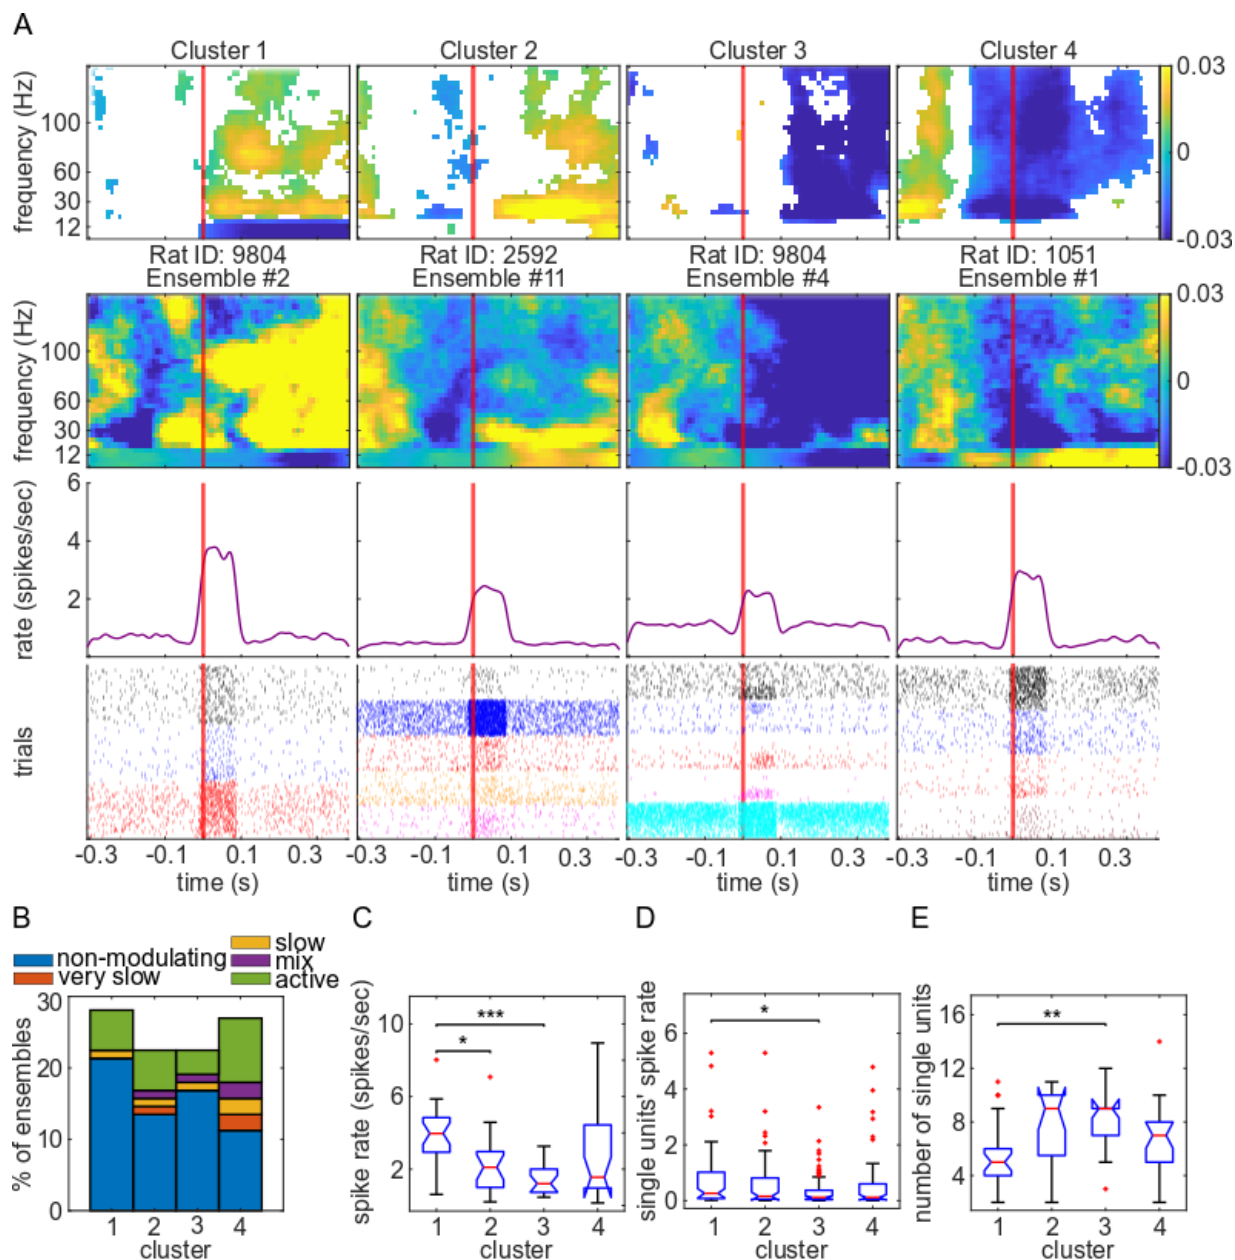 A
Cluster 1 Cluster 2 Cluster 3 Cluster 4
frequency (Hz)
100
60
30
12
0.03
0
-0.03
Rat ID: 9804 Rat ID: 2592 Rat ID: 9804 Rat ID: 1051
Ensemble #2 Ensemble #11 Ensemble #4 Ensemble #1
frequency (Hz)
100
60
30
12
0.03
0
-0.03
rate (spikes/sec)
6
4
2
trials
-0.3 -0.1 0.1 0.3 -0.3 -0.1 0.1 0.3 -0.3 -0.1 0.1 0.3 -0.3 -0.1 0.1 0.3
time (s) time (s) time (s) time (s)
B
non-modulating
very slow
slow
mix
active
% of ensembles
30
20
10
0
1 2 3 4
cluster
C
spike rate (spikes/sec)
10
6
2
***
*
1 2 3 4
cluster
D
single units' spike rate
6
4
2
0
*
1 2 3 4
cluster
E
number of single units
16
12
8
4
**
1 2 3 4
cluster